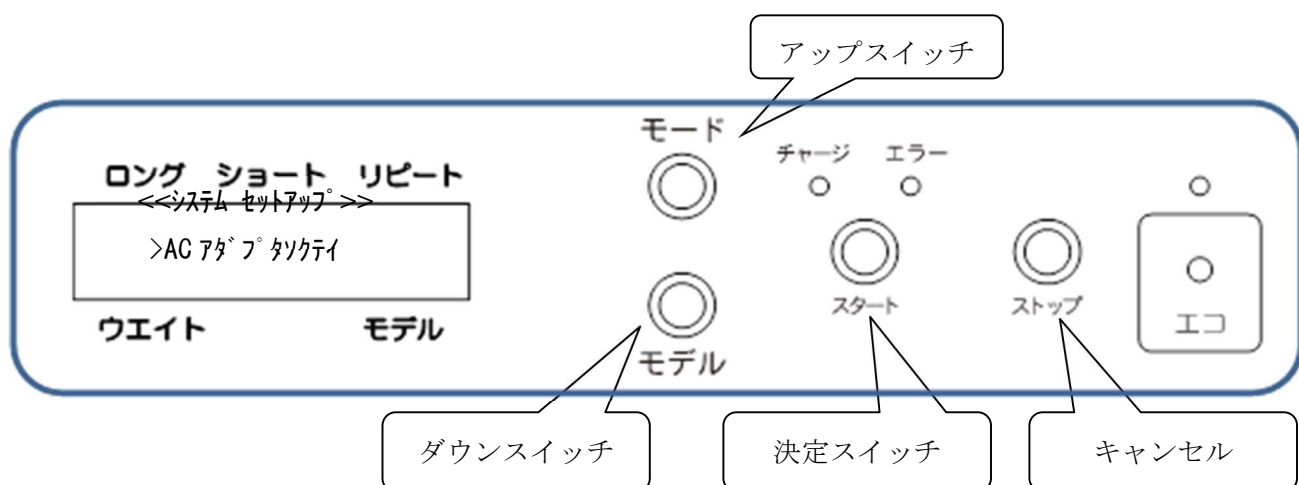 アップスイッチ
モード
チャージ エラー
ロング ショート リピート
<<システム セットアップ>>
>AC アダプタソクテイ
スタート
ストップ
エコ
ウエイト モデル
モデル
ダウンスイッチ
決定スイッチ
キャンセル